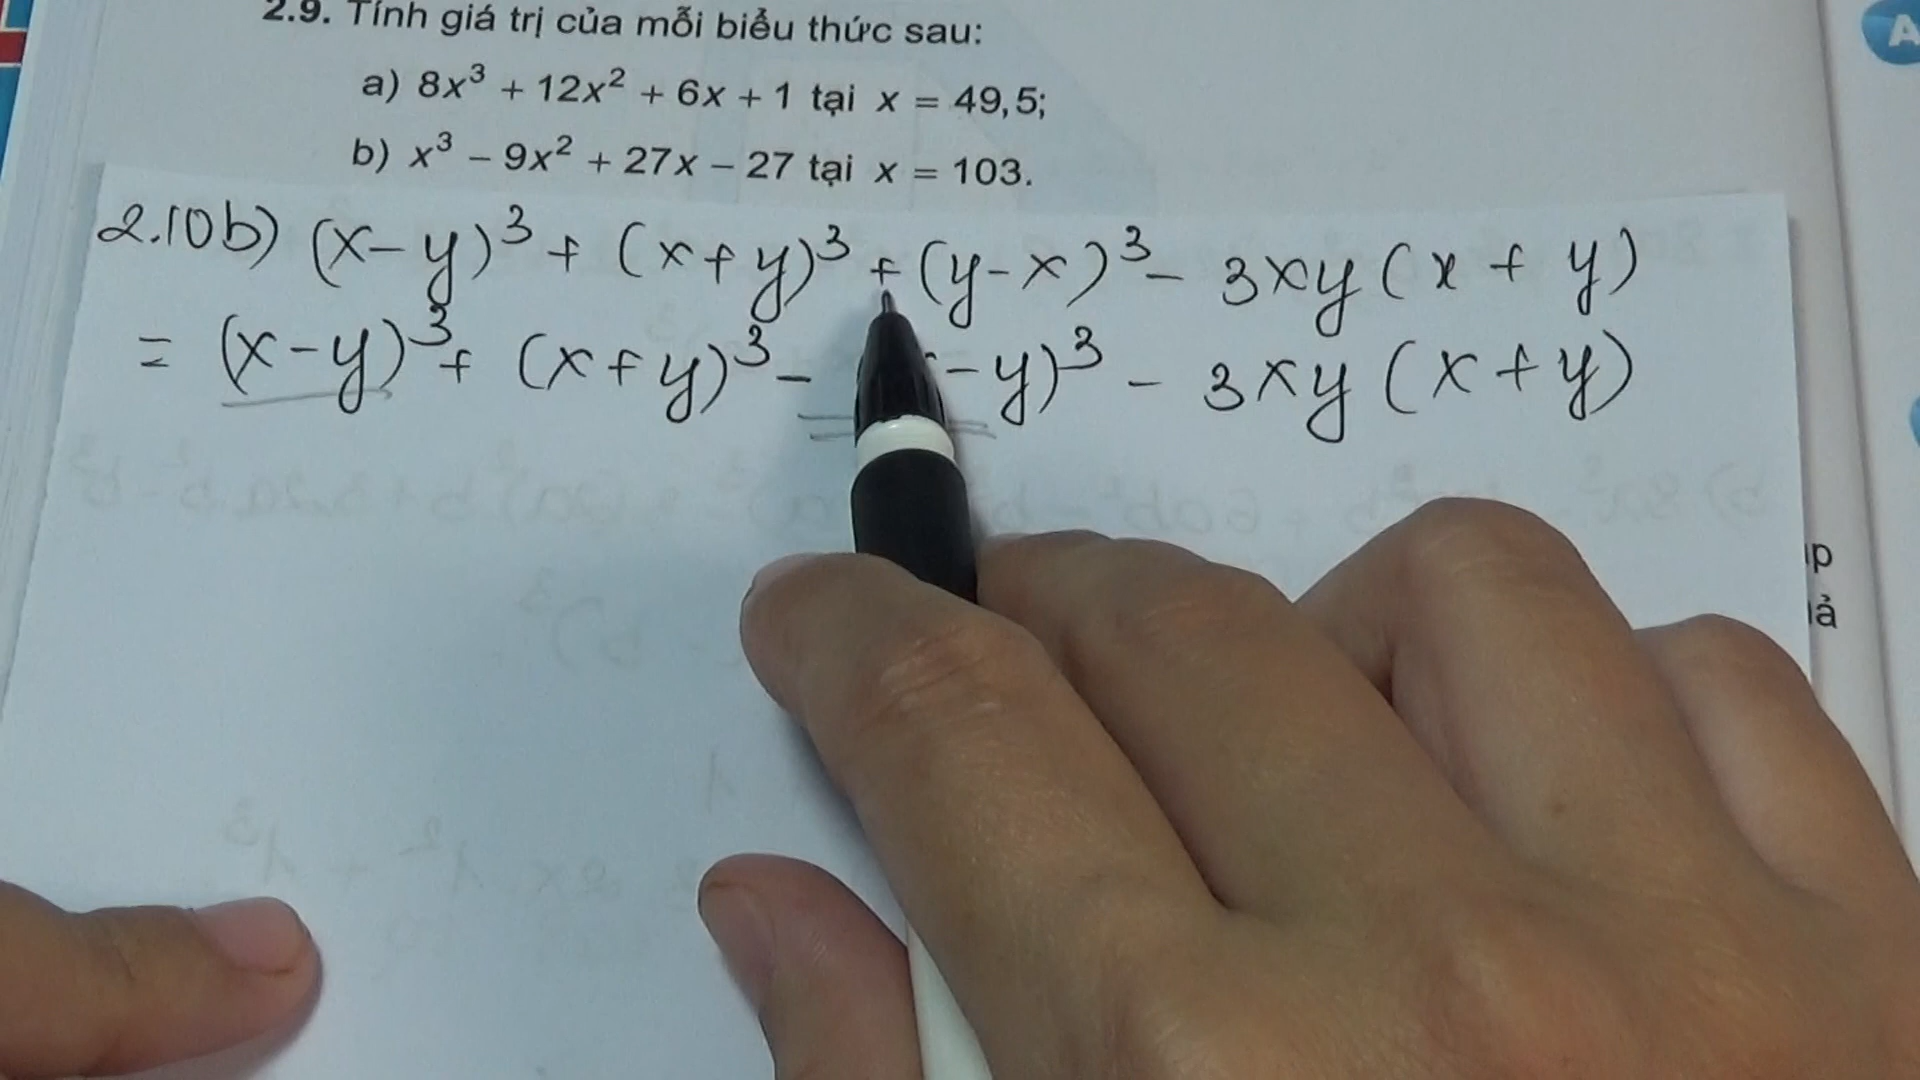 2.9. Tính giá trị của mỗi biểu thức sau:
a) 8x³ + 12x² + 6x + 1 tại x = 49,5;
b) x³ − 9x² + 27x − 27 tại x = 103.
2.10b) (x-y)³ + (x+y)³ + (y-x)³ - 3xy(x + y)
= (x-y)³ + (x+y)³ - -y)³ - 3xy(x+y)
A